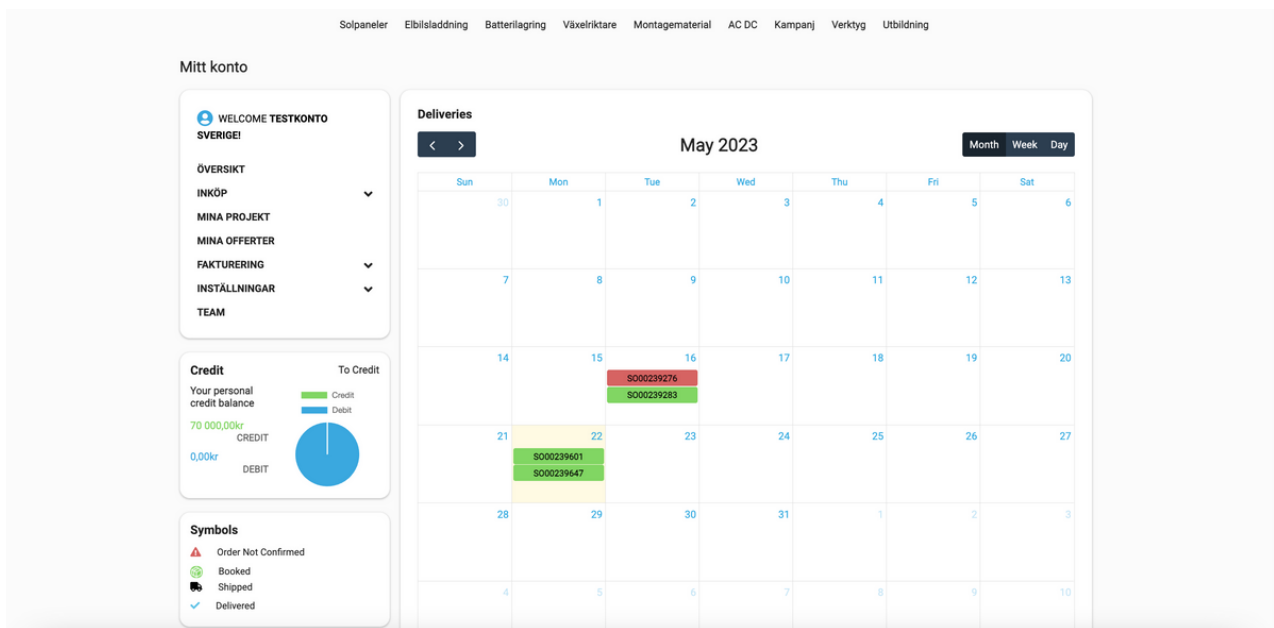 Solpaneler Elbilsladdning Batterilagring Växelriktare Montagematerial AC DC Kampanj Verktyg Utbildning
Mitt konto
WELCOME TESTKONTO
SVERIGE!
ÖVERSIKT
INKÖP
MINA PROJEKT
MINA OFFERTER
FAKTURERING
INSTÄLLNINGAR
TEAM
Credit To Credit
Your personal
credit balance
Credit
Debit
70 000,00kr
CREDIT
0,00kr
DEBIT
Symbols
Order Not Confirmed
Booked
Shipped
Delivered
Deliveries
May 2023
Month Week Day
Sun Mon Tue Wed Thu Fri Sat
30 1 2 3 4 5 6
7 8 9 10 11 12 13
14 15 16 17 18 19 20
SO00239276
SO00239283
21 22 23 24 25 26 27
SO00239601
SO00239647
28 29 30 31 1 2 3
4 5 6 7 8 9 10